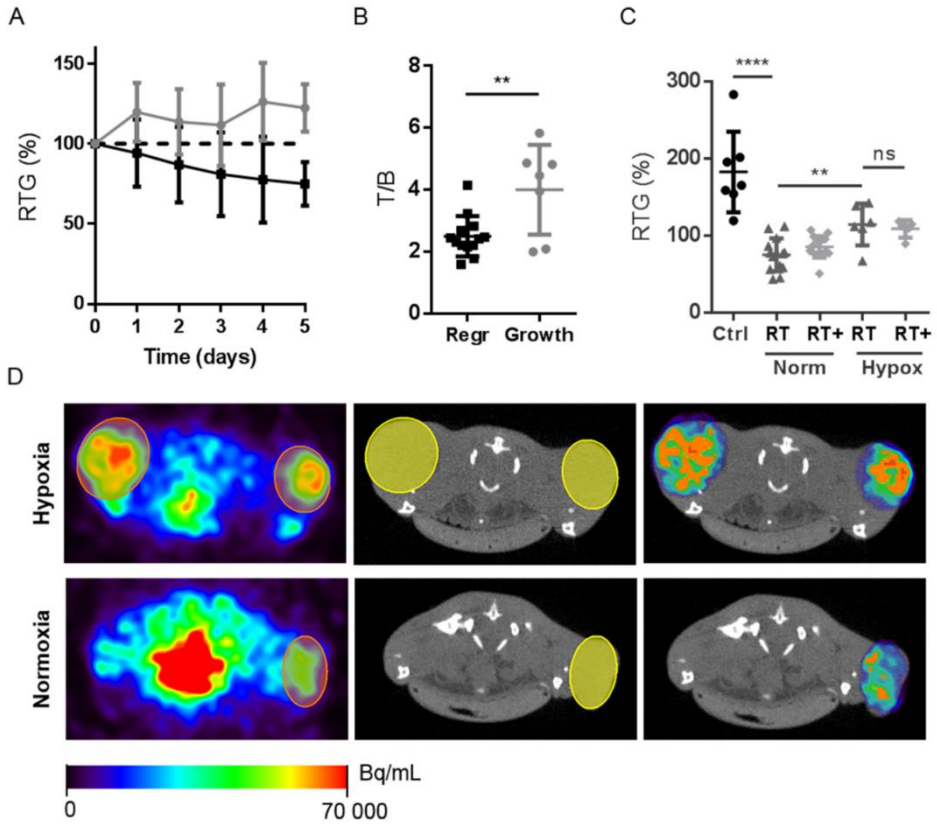 A
B
C
150
100
50
0
RTG (%)
0 1 2 3 4 5
Time (days)
8
6
4
2
0
T/B
**
Regr Growth
300
200
100
0
RTG (%)
****
**
ns
Ctrl RT RT+ RT RT+
Norm Hypox
D
Hypoxia
Normoxia
Bq/mL
0 70 000